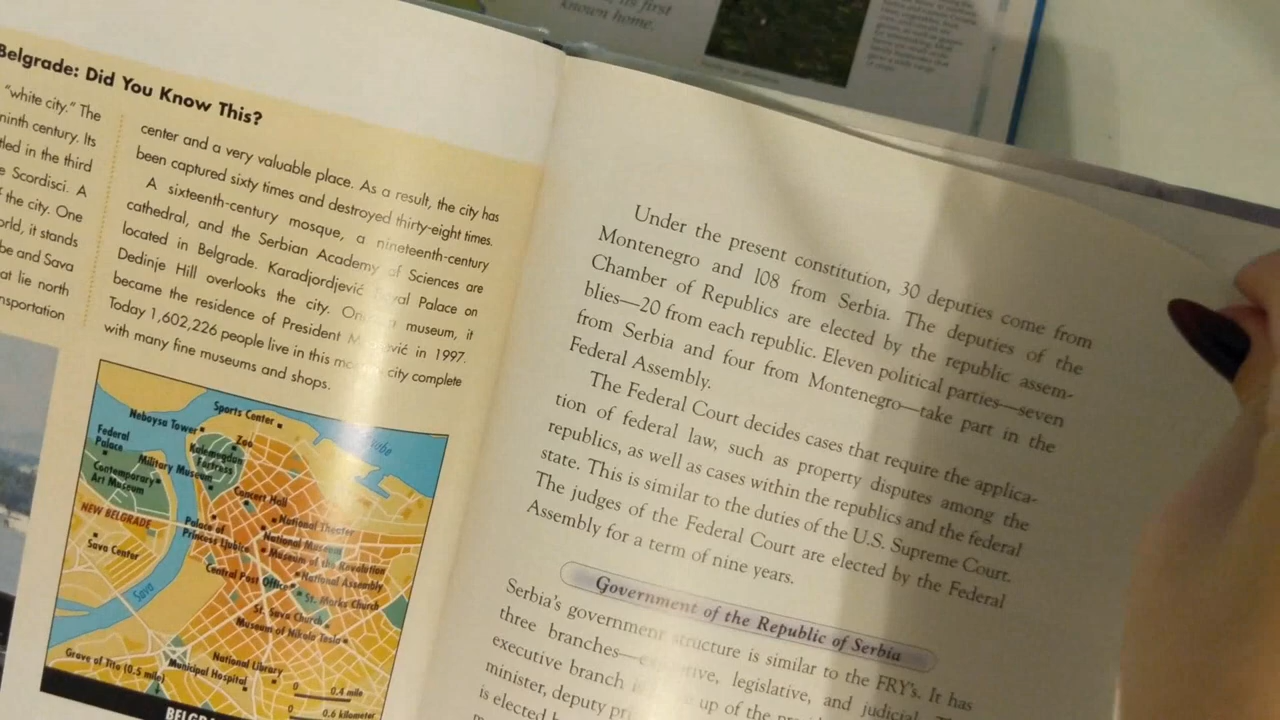 its first
known home.
Belgrade: Did You Know This?
"white city." The
ninth century. Its
tled in the third
Scordisci. A
the city. One
orld, it stands
be and Sava
at lie north
nsportation
center and a very valuable place. As a result, the city has
been captured sixty times and destroyed thirty-eight times.
A sixteenth-century mosque, a nineteenth-century
cathedral, and the Serbian Academy of Sciences are
located in Belgrade. Karadjordjević Palace on
Dedinje Hill overlooks the city. museum, it
became the residence of President in 1997.
Today 1,602,226 people live in this city complete
with many fine museums and shops.
Sports Center
Nebojsa Tower
Zoo
Federal
Palace
Kalemegdan
Fortress
Military Museum
Contemporary
Art Museum
Concert Hall
NEW BELGRADE
National Theater
Palace of
Princess Ljubice
National Museum
Museum of the Revolution
Sava Center
Central Post Office
National Assembly
St. Marks Church
Sava
St. Sava Church
Museum of Nikola Tesla
Grave of Tito (0.5 mile)
Municipal Hospital
National Library
0 0.4 mile
0 0.6 kilometer
Under the present constitution, 30 deputies come from
Montenegro and 108 from Serbia. The deputies of the
Chamber of Republics are elected by the republic assem-
blies—20 from each republic. Eleven political parties—seven
from Serbia and four from Montenegro—take part in the
Federal Assembly.
The Federal Court decides cases that require the applica-
tion of federal law, such as property disputes among the
republics, as well as cases within the republics and the federal
state. This is similar to the duties of the U.S. Supreme Court.
The judges of the Federal Court are elected by the Federal
Assembly for a term of nine years.
Government of the Republic of Serbia
Serbia's government structure is similar to the FRY's. It has
three branches— legislative, and judicial.
executive branch up of the
minister, deputy
is elected